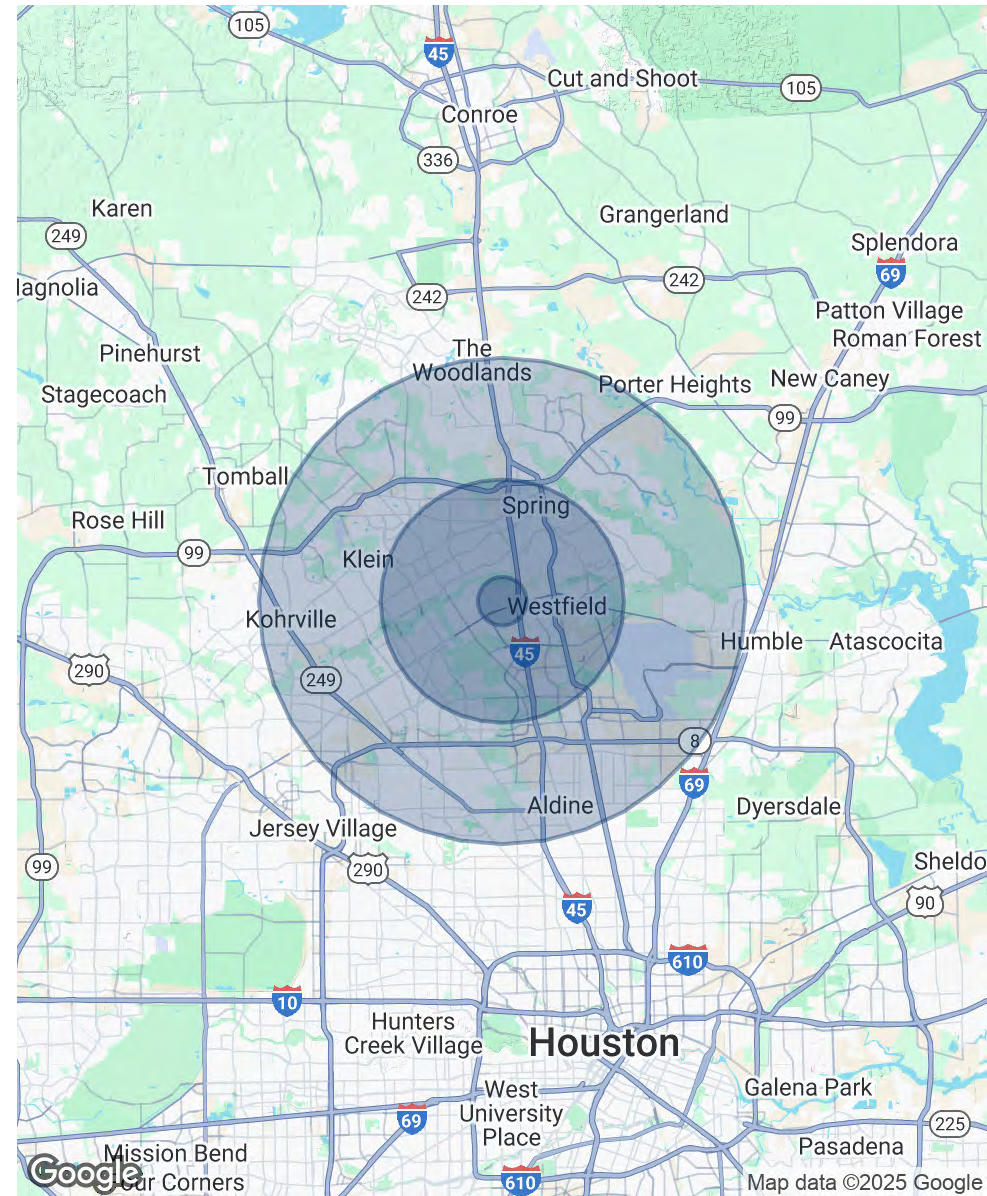 105
45
Cut and Shoot
105
Conroe
336
Karen
Grangerland
249
Splendora
69
lagnolia
242
242
Patton Village
Roman Forest
Pinehurst
The
Woodlands
Stagecoach
Porter Heights
New Caney
99
Tomball
Spring
Rose Hill
99
Klein
Westfield
Kohrville
Humble
Atascocita
45
290
249
8
69
Aldine
Dyersdale
Jersey Village
290
99
Sheldo
90
45
610
10
Hunters
Creek Village
Houston
West
University
Place
Galena Park
69
225
Mission Bend
Pasadena
Four Corners
Google
610
Map data ©2025 Google